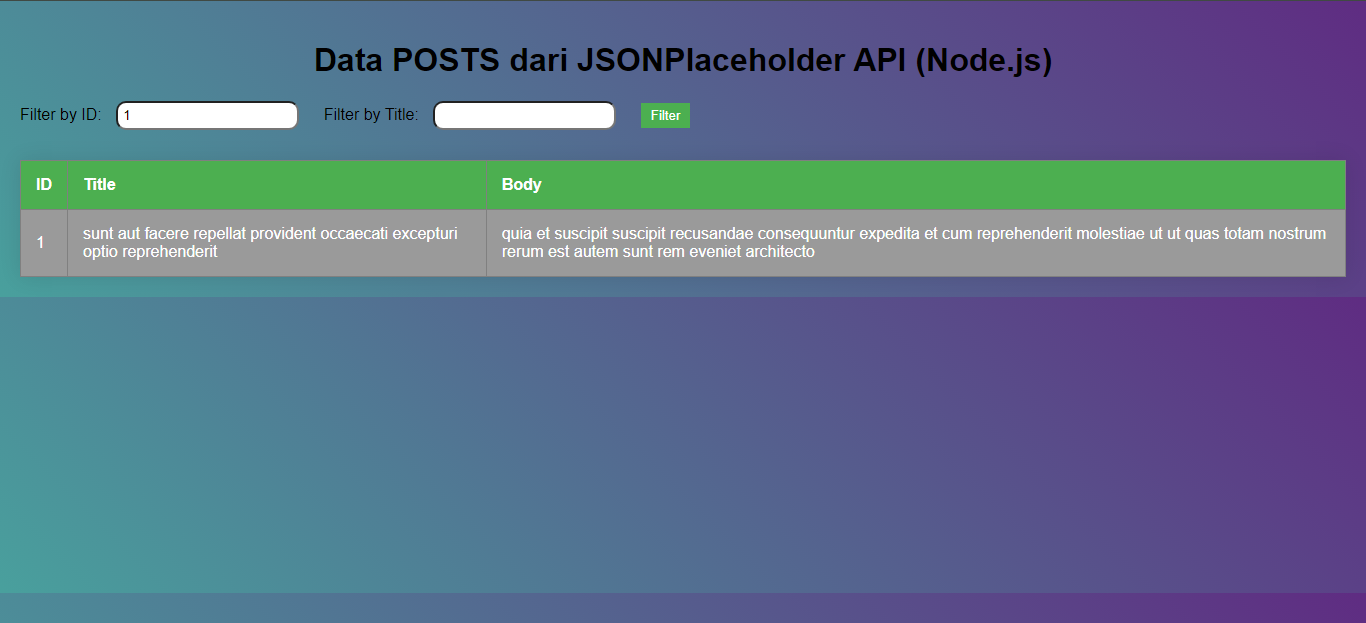 Data POSTS dari JSONPlaceholder API (Node.js)
Filter by ID: 1 Filter by Title: Filter
ID Title Body
1 sunt aut facere repellat provident occaecati excepturi optio reprehenderit quia et suscipit suscipit recusandae consequuntur expedita et cum reprehenderit molestiae ut ut quas totam nostrum rerum est autem sunt rem eveniet architecto